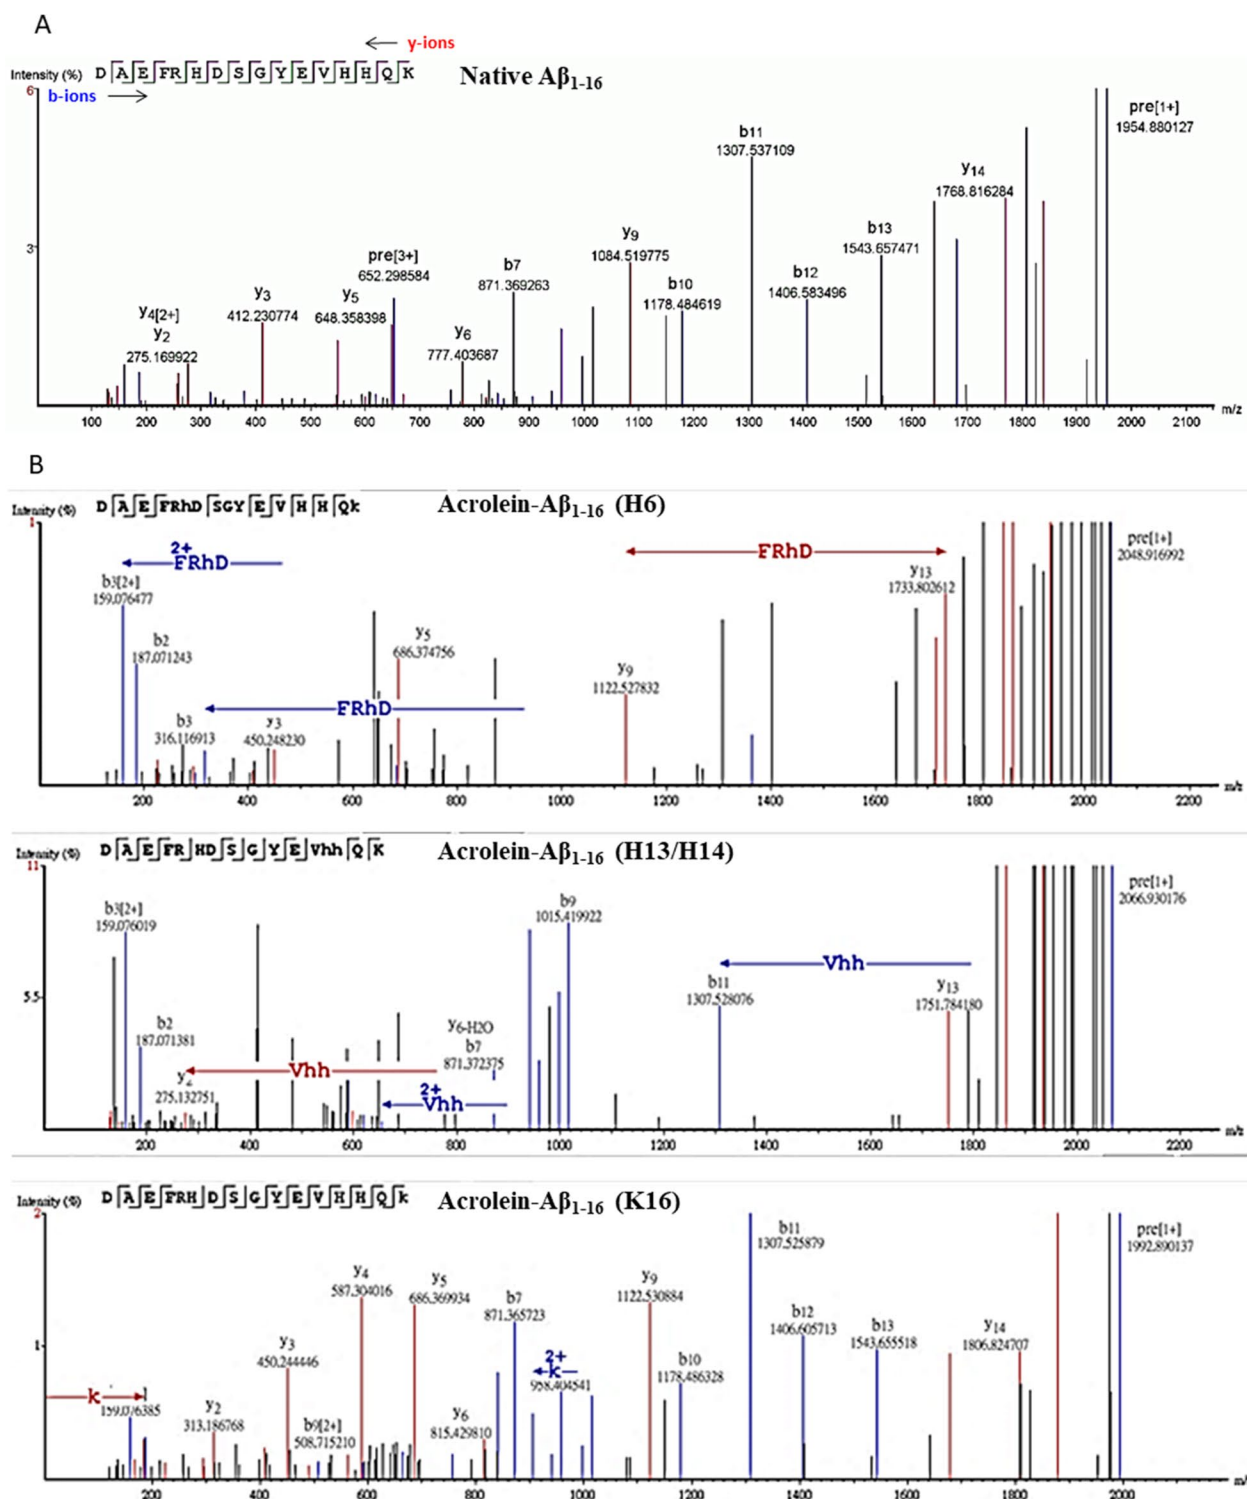 A
y-ions
Intensity (%) D A E F R H D S G Y E V H H Q K Native Aβ1-16
b-ions
6
3
pre[1+]
1954.880127
b11
1307.537109
y14
1768.816284
b13
1543.657471
y9
1084.519775
pre[3+]
652.298584
b7
871.369263
b10
1178.484619
b12
1406.583496
y3
412.230774
y5
648.358398
y4[2+]
y2
275.169922
y6
777.403687
100 200 300 400 500 600 700 800 900 1000 1100 1200 1300 1400 1500 1600 1700 1800 1900 2000 2100 m/z
B
D A E FRhD SGY E V H H Qk Acrolein-Aβ1-16 (H6)
Intensity (%)
1
pre[1+]
2048.916992
2+
FRhD
FRhD
b3[2+]
159.076477
y13
1733.802612
b2
187.071243
y5
686.374756
y9
1122.527832
FRhD
b3
316.116913
y3
450.248230
200 400 600 800 1000 1200 1400 1600 1800 2000 2200 m/z
D A E FR HD S G Y E Vhh Q K Acrolein-Aβ1-16 (H13/H14)
Intensity (%)
11
5.5
pre[1+]
2066.930176
b3[2+]
159.076019
b9
1015.419922
Vhh
b11
1307.528076
y13
1751.784180
b2
187.071381
y6-H2O
b7
871.372375
Vhh
y2
275.132751
2+
Vhh
200 400 600 800 1000 1200 1400 1600 1800 2000 2200 m/z
D A E FRH D S G Y E V H H Q k Acrolein-Aβ1-16 (K16)
Intensity (%)
2
1
b11
1307.525879
pre[1+]
1992.890137
y4
587.304016
y5
686.369934
b7
871.365723
y9
1122.530884
b12
1406.605713
b13
1543.655518
y14
1806.824707
y3
450.244446
2+
k
958.404541
b10
1178.486328
k
159.076385
y2
313.186768
b9[2+]
508.715210
y6
815.429810
200 400 600 800 1000 1200 1400 1600 1800 2000 m/z